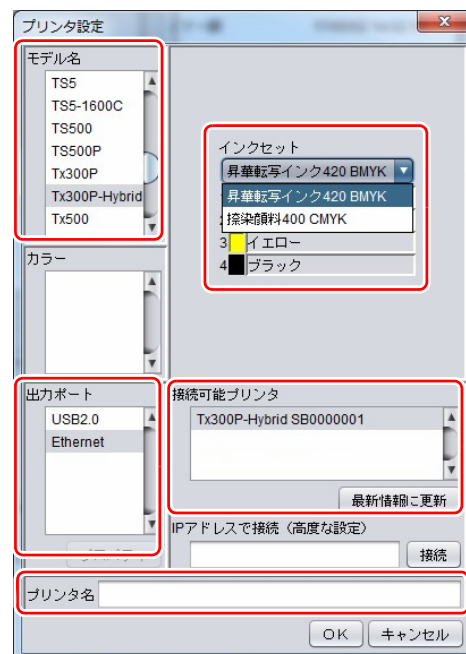 プリンタ設定
モデル名
TS5
TS5-1600C
TS500
TS500P
Tx300P
Tx300P-Hybrid
Tx500
インクセット
昇華転写インク420 BMYK
昇華転写インク420 BMYK
捺染顔料400 CMYK
3 イエロー
4 ブラック
カラー
出力ポート
USB2.0
Ethernet
接続可能プリンタ
Tx300P-Hybrid SB0000001
最新情報に更新
IPアドレスで接続（高度な設定）
接続
プリンタ名
OK
キャンセル